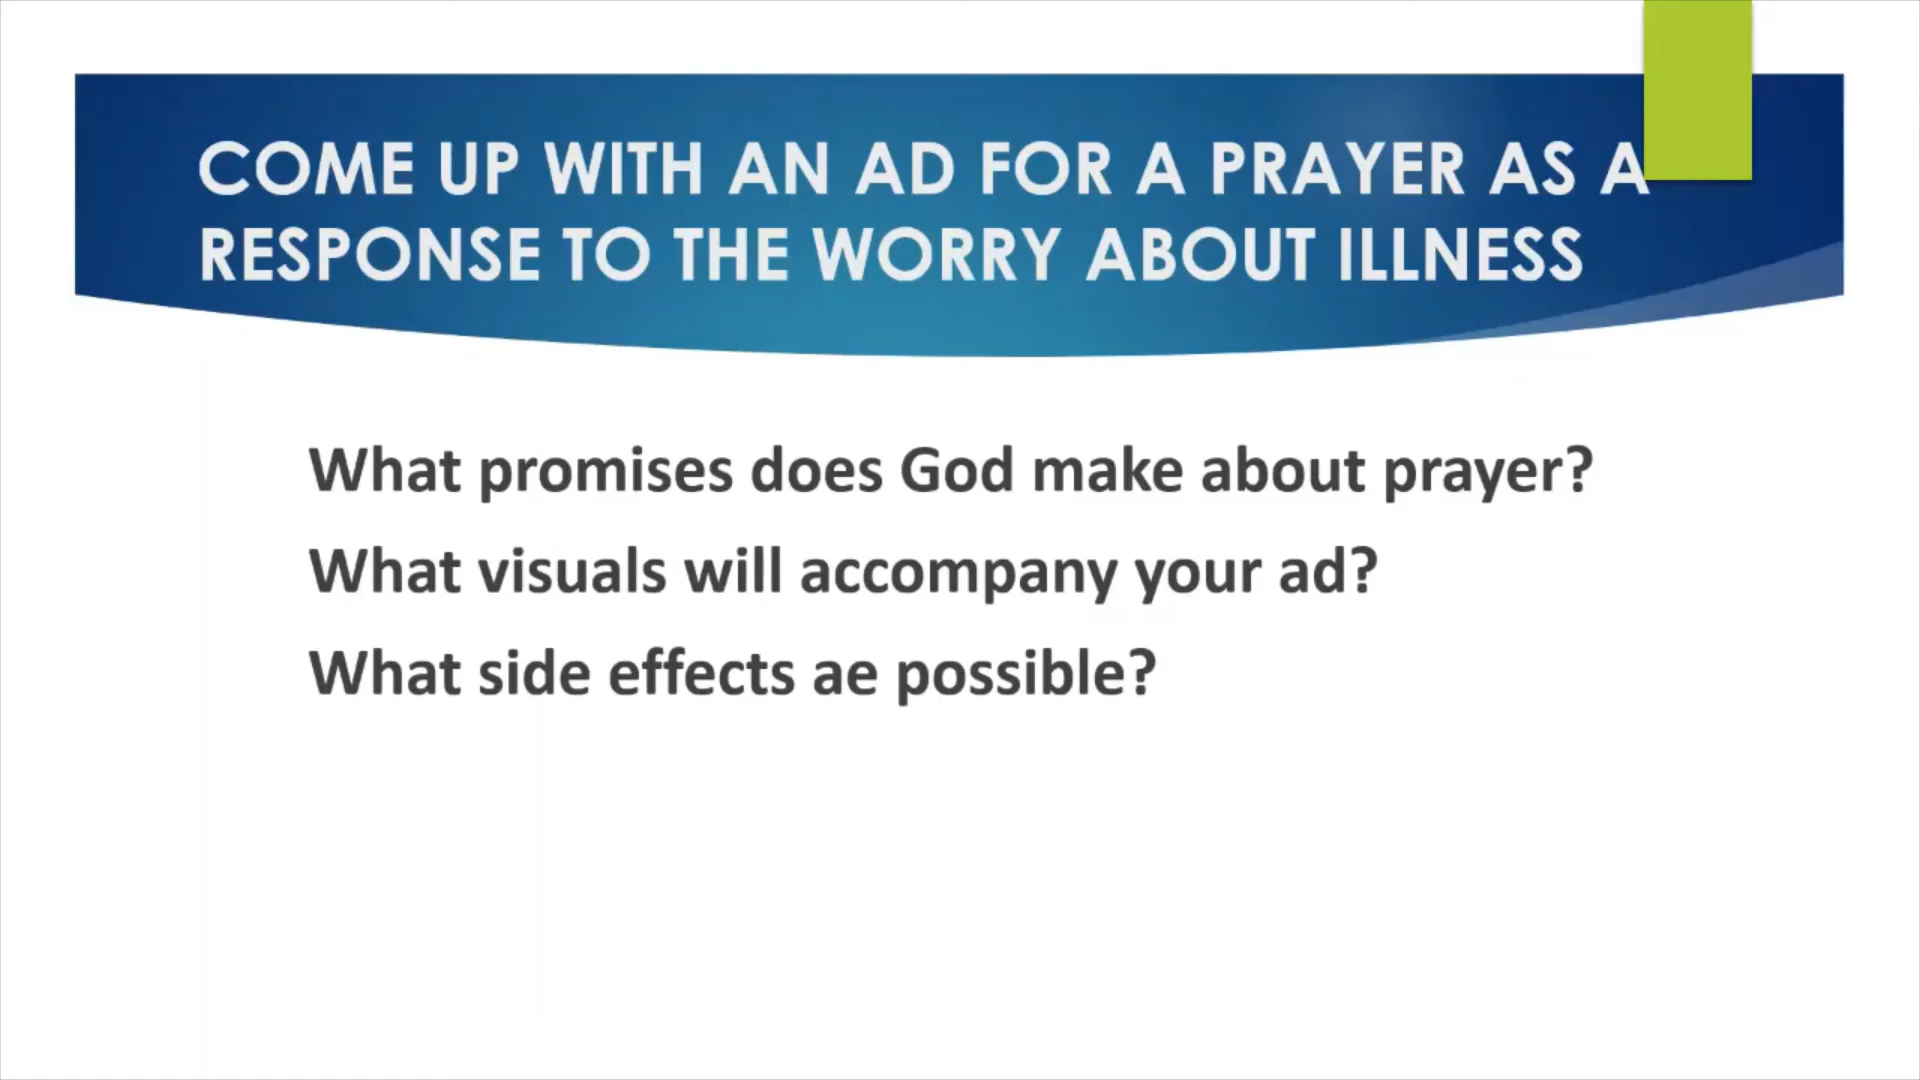 COME UP WITH AN AD FOR A PRAYER AS A
RESPONSE TO THE WORRY ABOUT ILLNESS
What promises does God make about prayer?
What visuals will accompany your ad?
What side effects ae possible?